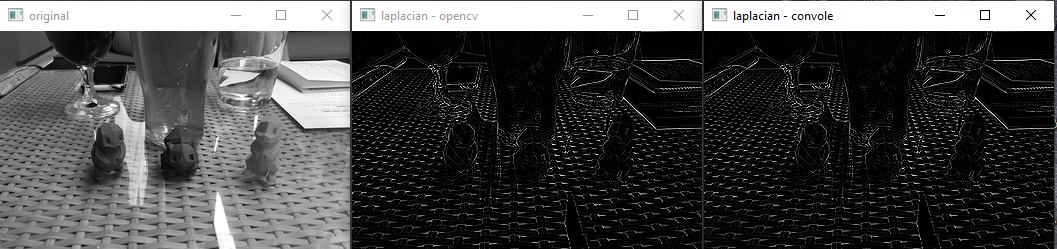 original
laplacian - opencv
laplacian - convole